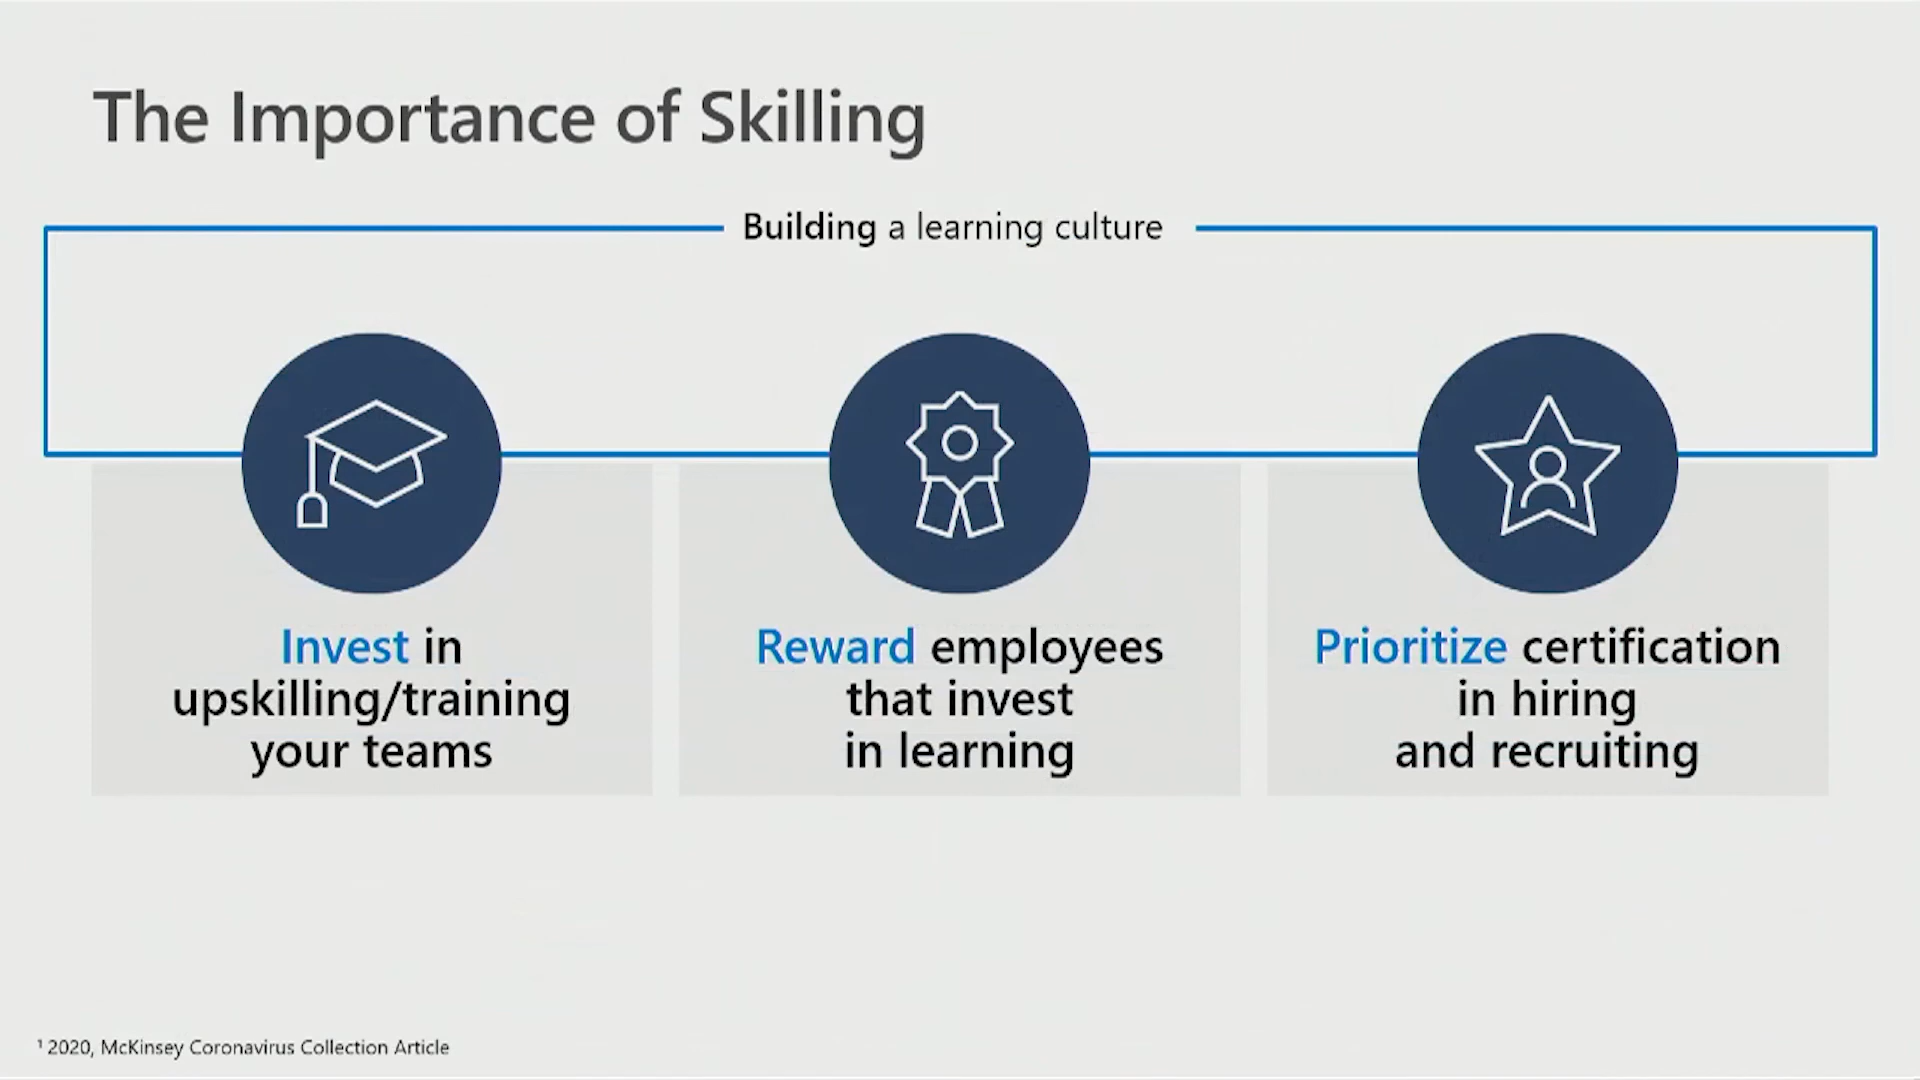 The Importance of Skilling
Building a learning culture
Invest in
upskilling/training
your teams
Reward employees
that invest
in learning
Prioritize certification
in hiring
and recruiting
¹ 2020, McKinsey Coronavirus Collection Article